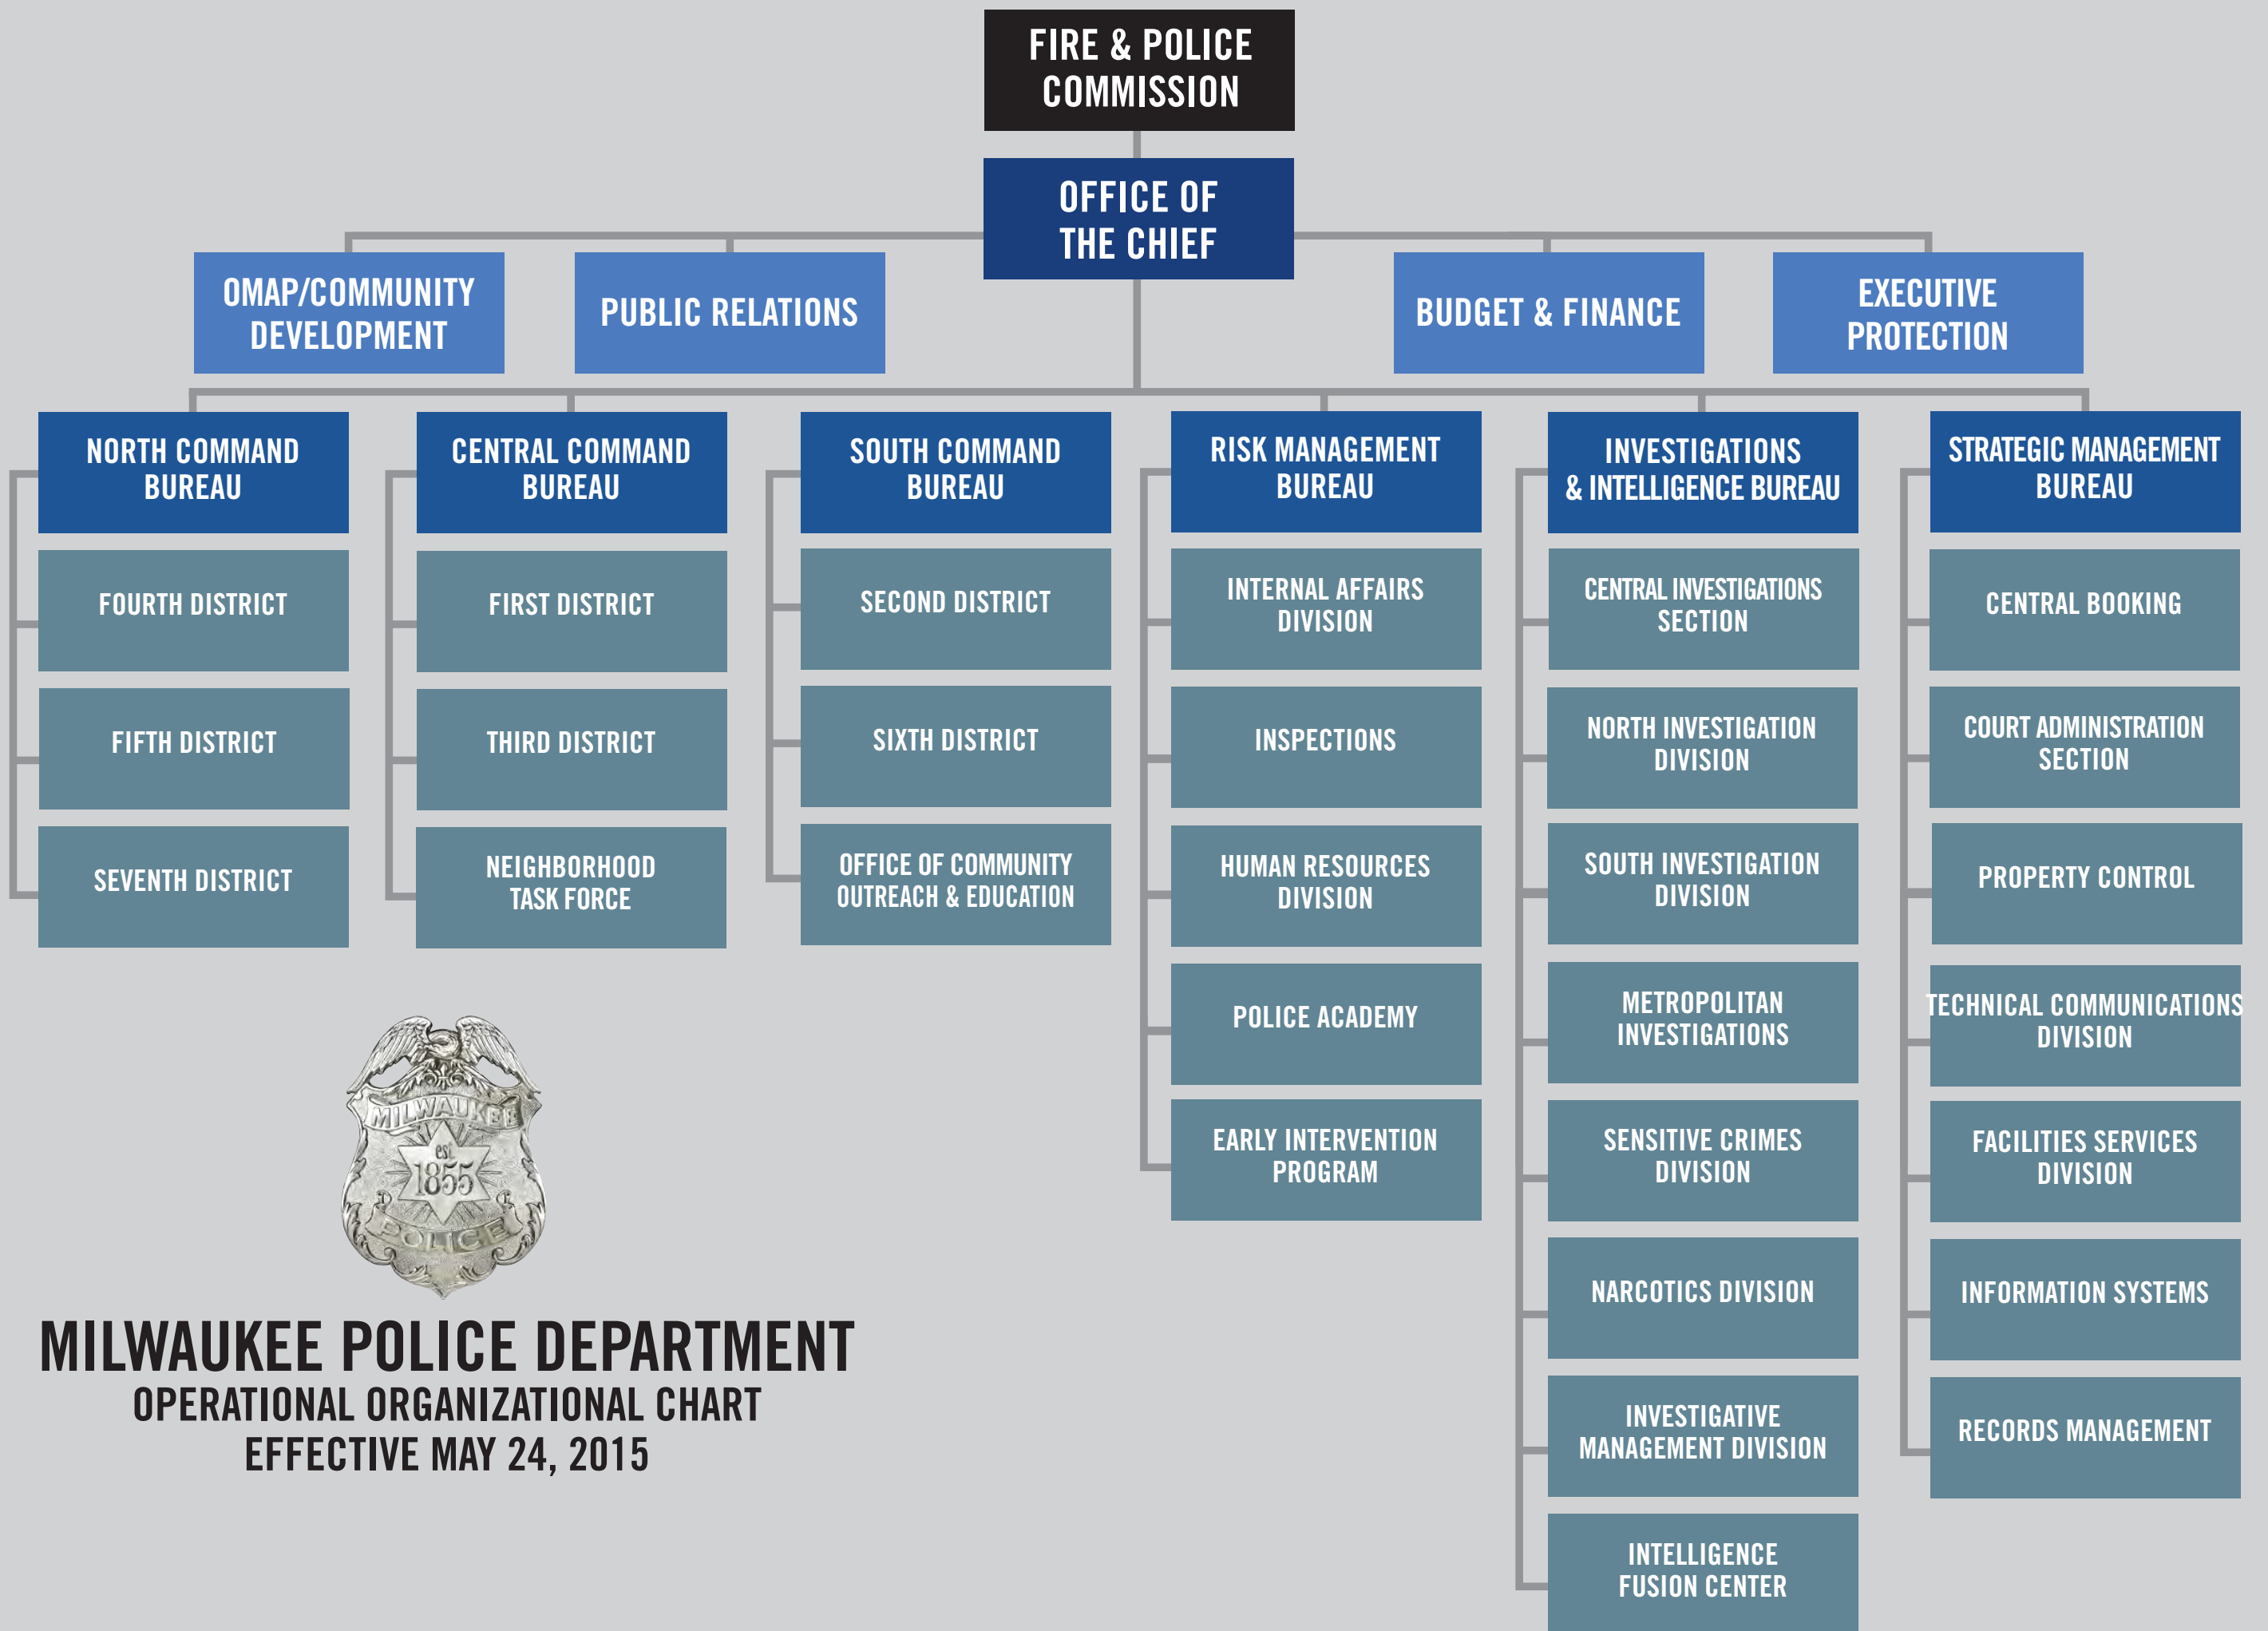 FIRE & POLICE
COMMISSION
OFFICE OF
THE CHIEF
OMAP/COMMUNITY
DEVELOPMENT
PUBLIC RELATIONS
BUDGET & FINANCE
EXECUTIVE
PROTECTION
NORTH COMMAND
BUREAU
FOURTH DISTRICT
FIFTH DISTRICT
SEVENTH DISTRICT
CENTRAL COMMAND
BUREAU
FIRST DISTRICT
THIRD DISTRICT
NEIGHBORHOOD
TASK FORCE
SOUTH COMMAND
BUREAU
SECOND DISTRICT
SIXTH DISTRICT
OFFICE OF COMMUNITY
OUTREACH & EDUCATION
RISK MANAGEMENT
BUREAU
INTERNAL AFFAIRS
DIVISION
INSPECTIONS
HUMAN RESOURCES
DIVISION
POLICE ACADEMY
EARLY INTERVENTION
PROGRAM
INVESTIGATIONS
& INTELLIGENCE BUREAU
CENTRAL INVESTIGATIONS
SECTION
NORTH INVESTIGATION
DIVISION
SOUTH INVESTIGATION
DIVISION
METROPOLITAN
INVESTIGATIONS
SENSITIVE CRIMES
DIVISION
NARCOTICS DIVISION
INVESTIGATIVE
MANAGEMENT DIVISION
INTELLIGENCE
FUSION CENTER
STRATEGIC MANAGEMENT
BUREAU
CENTRAL BOOKING
COURT ADMINISTRATION
SECTION
PROPERTY CONTROL
TECHNICAL COMMUNICATIONS
DIVISION
FACILITIES SERVICES
DIVISION
INFORMATION SYSTEMS
RECORDS MANAGEMENT
MILWAUKEE
est.
1855
POLICE
MILWAUKEE POLICE DEPARTMENT
OPERATIONAL ORGANIZATIONAL CHART
EFFECTIVE MAY 24, 2015